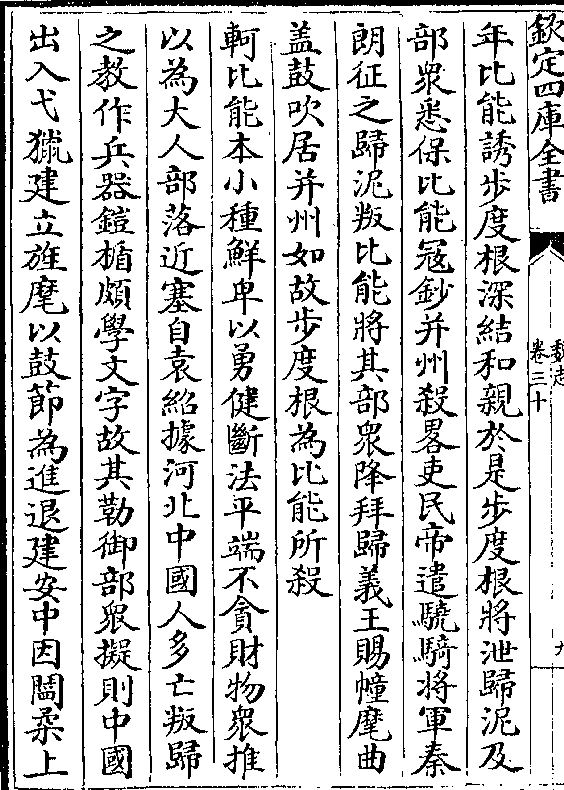 欽定四庫全書
魏志
卷三十
九
年比能誘步度根深結和親於是步度根將泄歸泥及
部衆悉保比能冦鈔并州殺畧吏民帝遣驍騎將軍秦
朗征之歸泥叛比能將其部衆降拜歸義王賜幢麾曲
盖鼓吹居并州如故步度根為比能所殺
軻比能本小種鮮卑以勇健斷法平端不貪財物衆推
以為大人部落近塞自袁紹據河北中國人多亡叛歸
之教作兵器鎧楯頗學文字故其勒御部衆擬則中國
出入弋獵建立旌麾以鼓節為進退建安中因閻柔上